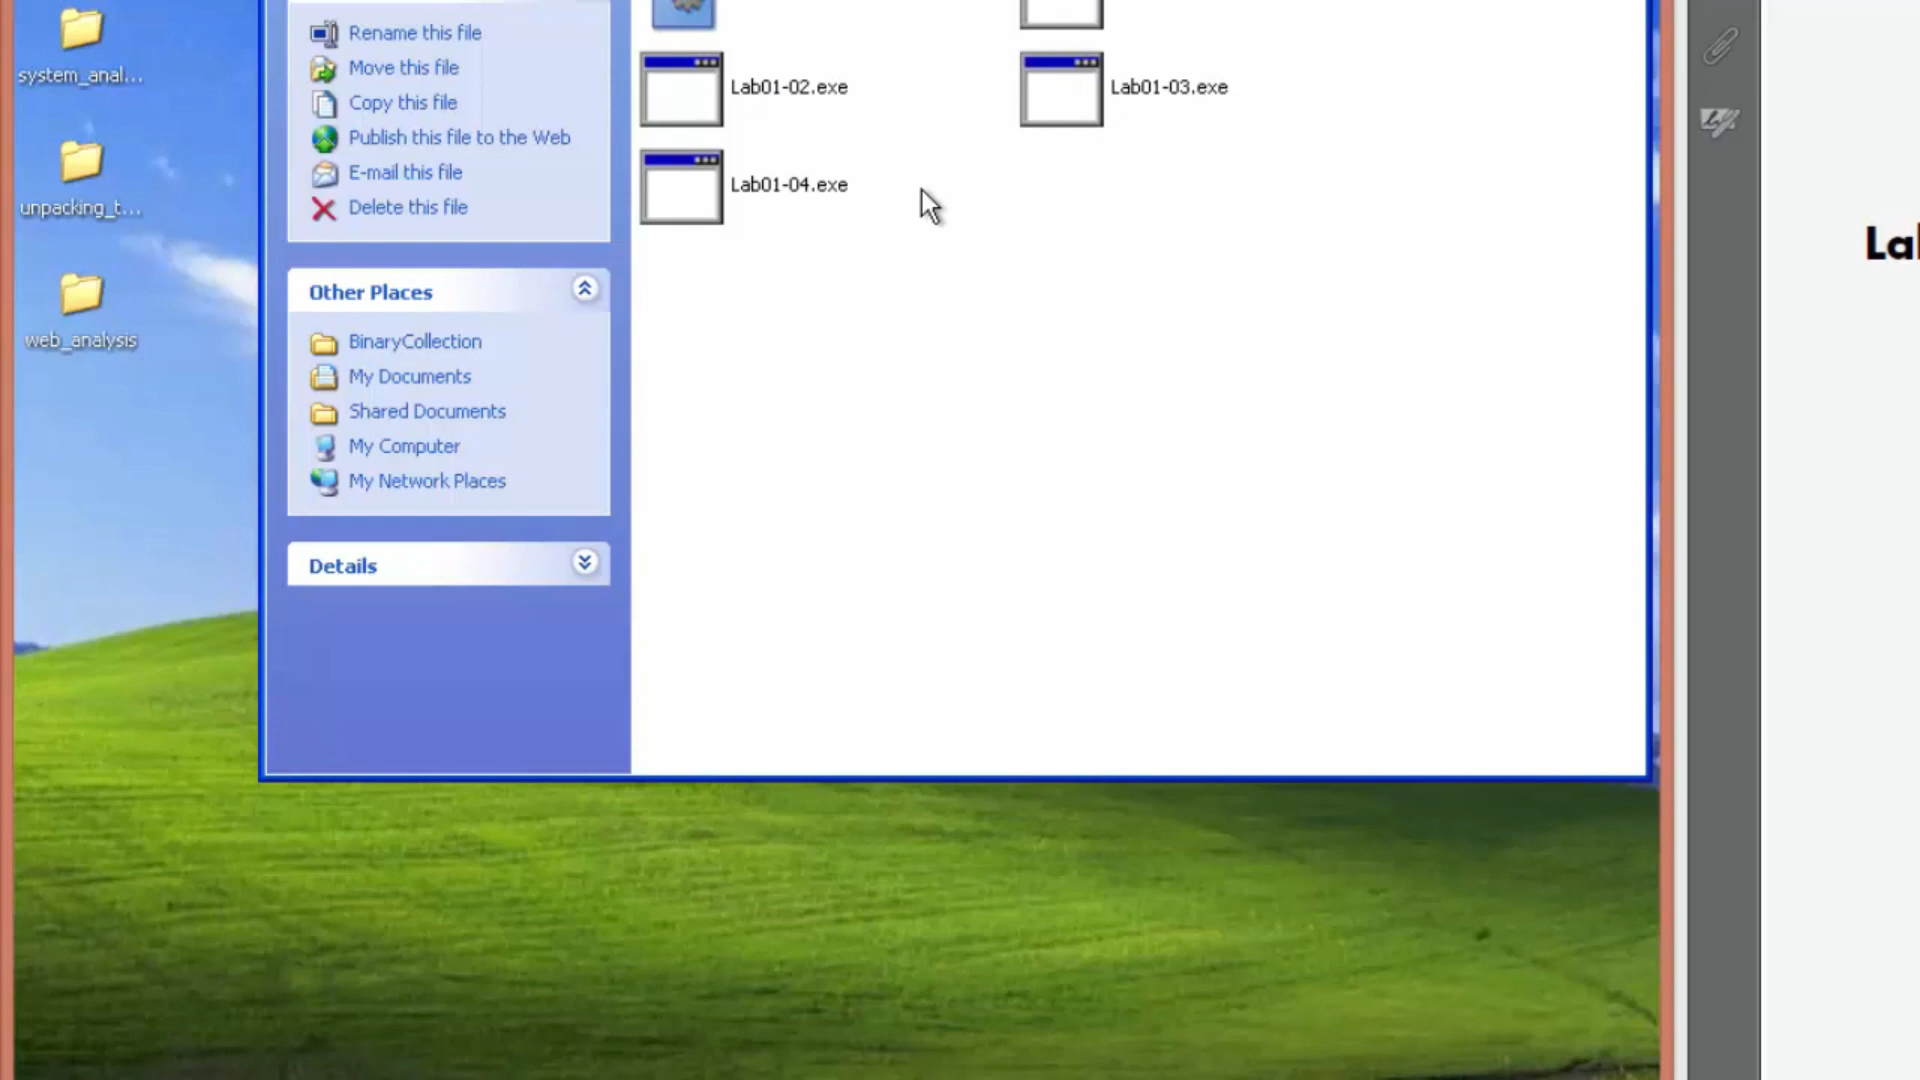 system_anal...
unpacking_t...
web_analysis
Rename this file
Move this file
Copy this file
Publish this file to the Web
E-mail this file
Delete this file
Other Places
BinaryCollection
My Documents
Shared Documents
My Computer
My Network Places
Details
Lab01-02.exe
Lab01-03.exe
Lab01-04.exe